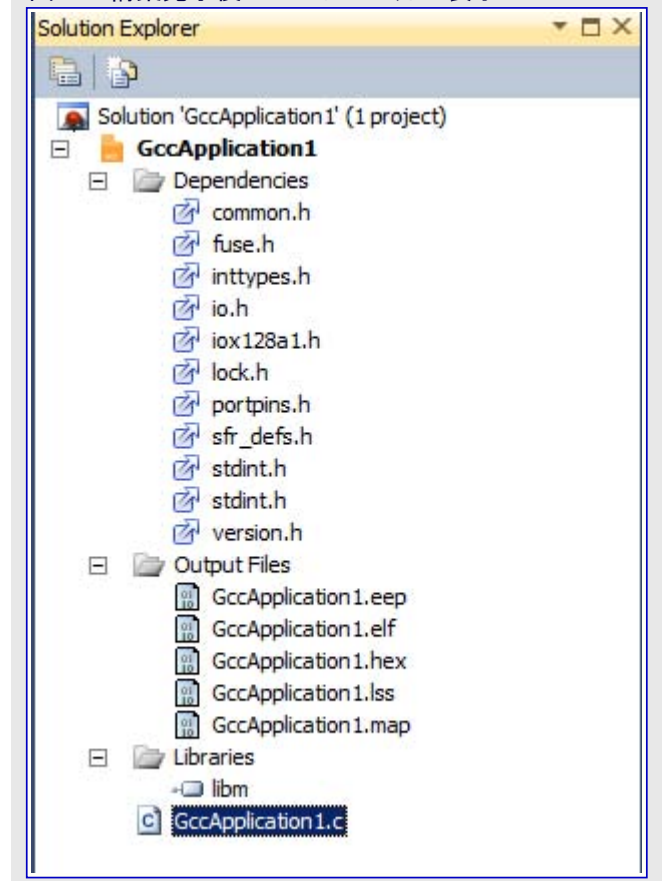 Solution Explorer
Solution 'GccApplication1' (1 project)
GccApplication1
Dependencies
common.h
fuse.h
inttypes.h
io.h
iox128a1.h
lock.h
portpins.h
sfr_defs.h
stdint.h
stdint.h
version.h
Output Files
GccApplication1.eep
GccApplication1.elf
GccApplication1.hex
GccApplication1.lss
GccApplication1.map
Libraries
libm
GccApplication1.c